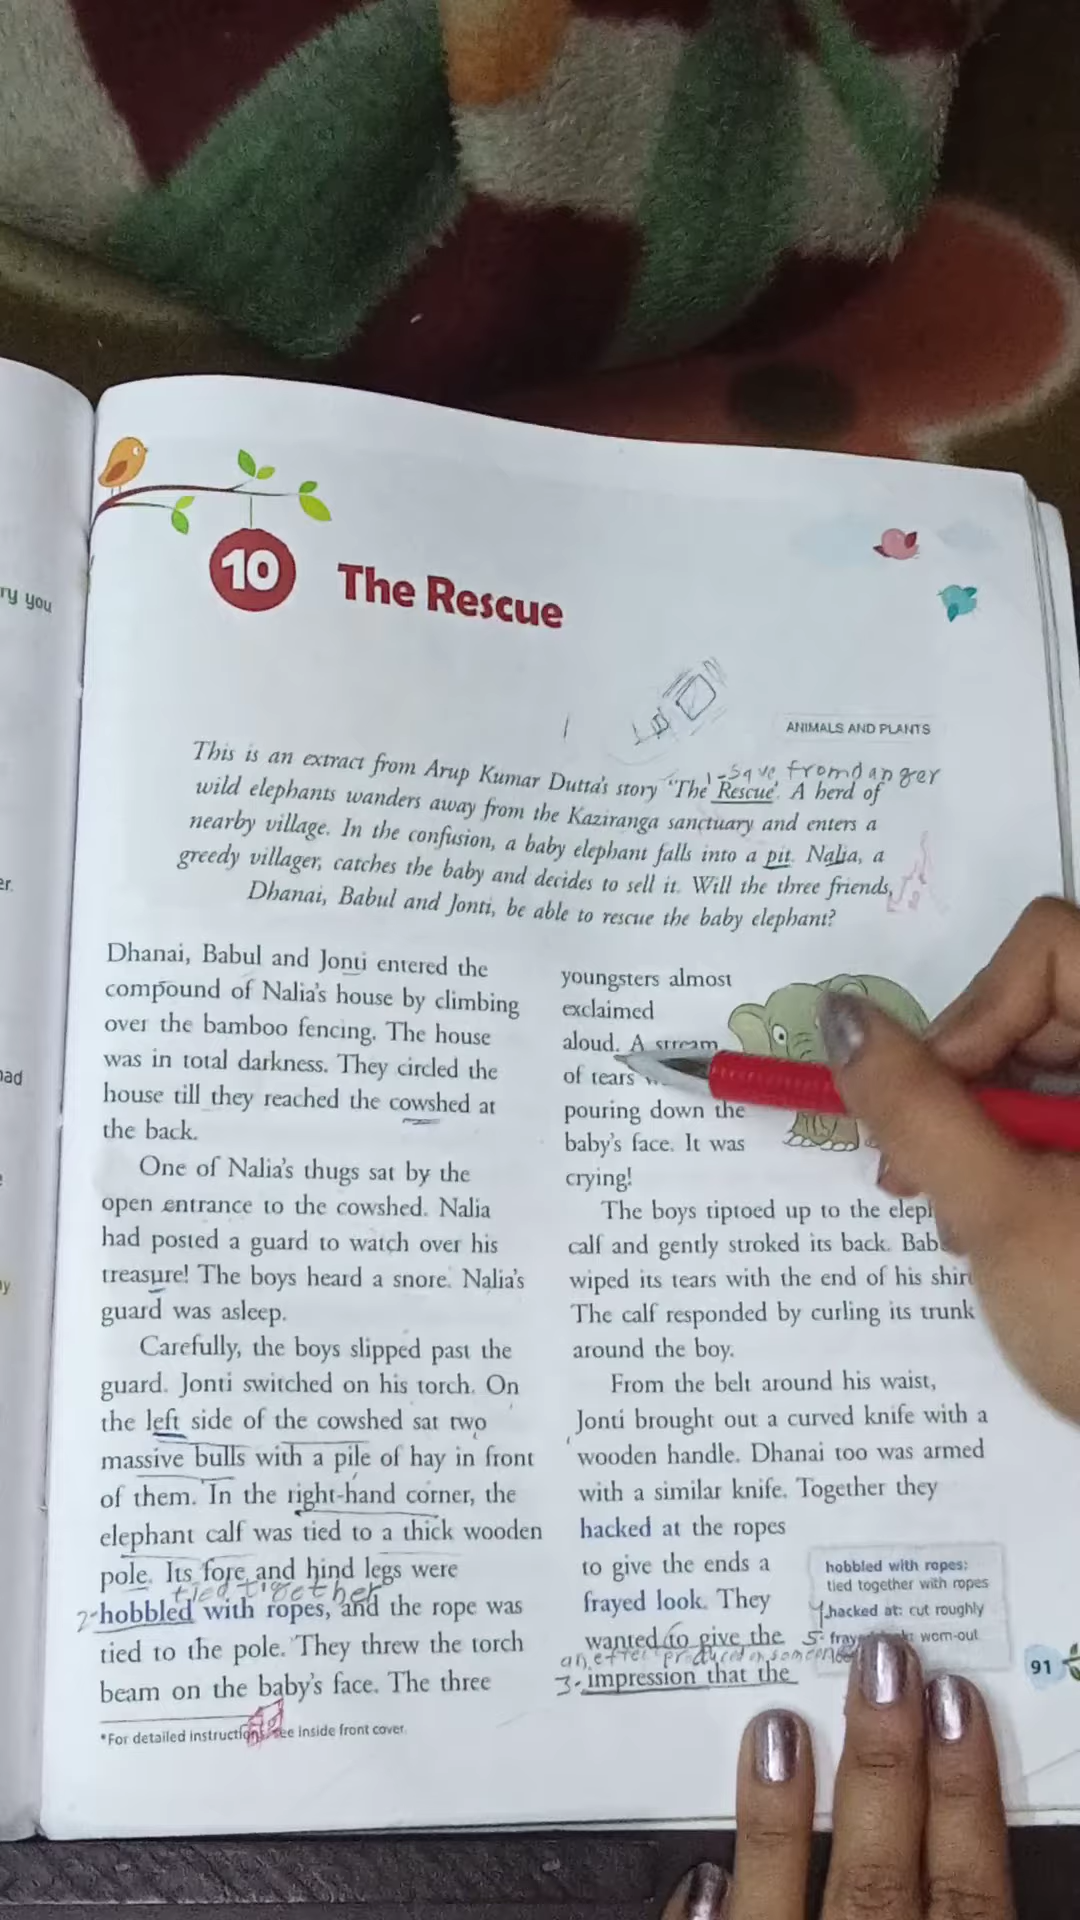 ry you
er.
had
ay
10 The Rescue
ANIMALS AND PLANTS
1-save from danger
This is an extract from Arup Kumar Dutta's story 'The Rescue'. A herd of
wild elephants wanders away from the Kaziranga sanctuary and enters a
nearby village. In the confusion, a baby elephant falls into a pit. Nalia, a
greedy villager, catches the baby and decides to sell it. Will the three friends,
Dhanai, Babul and Jonti, be able to rescue the baby elephant?
Dhanai, Babul and Jonti entered the
compound of Nalia's house by climbing
over the bamboo fencing. The house
was in total darkness. They circled the
house till they reached the cowshed at
the back.
One of Nalia's thugs sat by the
open entrance to the cowshed. Nalia
had posted a guard to watch over his
treasure! The boys heard a snore. Nalia's
guard was asleep.
Carefully, the boys slipped past the
guard. Jonti switched on his torch. On
the left side of the cowshed sat two
massive bulls with a pile of hay in front
of them. In the right-hand corner, the
elephant calf was tied to a thick wooden
pole. Its fore and hind legs were
tied together
2-hobbled with ropes, and the rope was
tied to the pole. They threw the torch
beam on the baby's face. The three
*For detailed instructions, see inside front cover.
youngsters almost
exclaimed
aloud. A stream
of tears
pouring down the
baby's face. It was
crying!
The boys tiptoed up to the eleph
calf and gently stroked its back. Bab
wiped its tears with the end of his shirt
The calf responded by curling its trunk
around the boy.
From the belt around his waist,
Jonti brought out a curved knife with a
wooden handle. Dhanai too was armed
with a similar knife. Together they
hacked at the ropes
to give the ends a
frayed look. They
wanted to give the
an effect produced in someone
3-impression that the
hobbled with ropes:
tied together with ropes
4 hacked at: cut roughly
5- fray worn-out
91